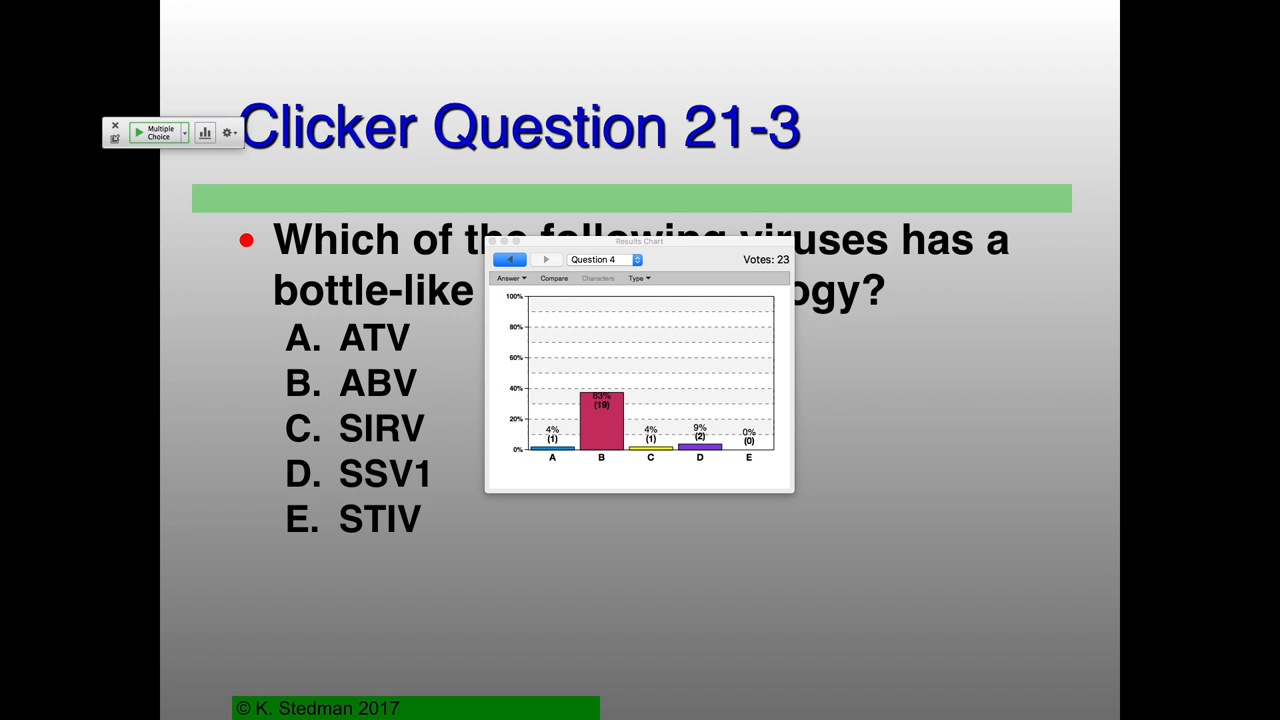 Clicker Question 21-3
Multiple
Choice
Which of the following viruses has a
bottle-like ogy?
A. ATV
B. ABV
C. SIRV
D. SSV1
E. STIV
Results Chart
Question 4
Votes: 23
Answer
Compare
Characters
Type
100%
80%
60%
40%
20%
0%
4%
(1)
83%
(19)
4%
(1)
9%
(2)
0%
(0)
A B C D E
© K. Stedman 2017